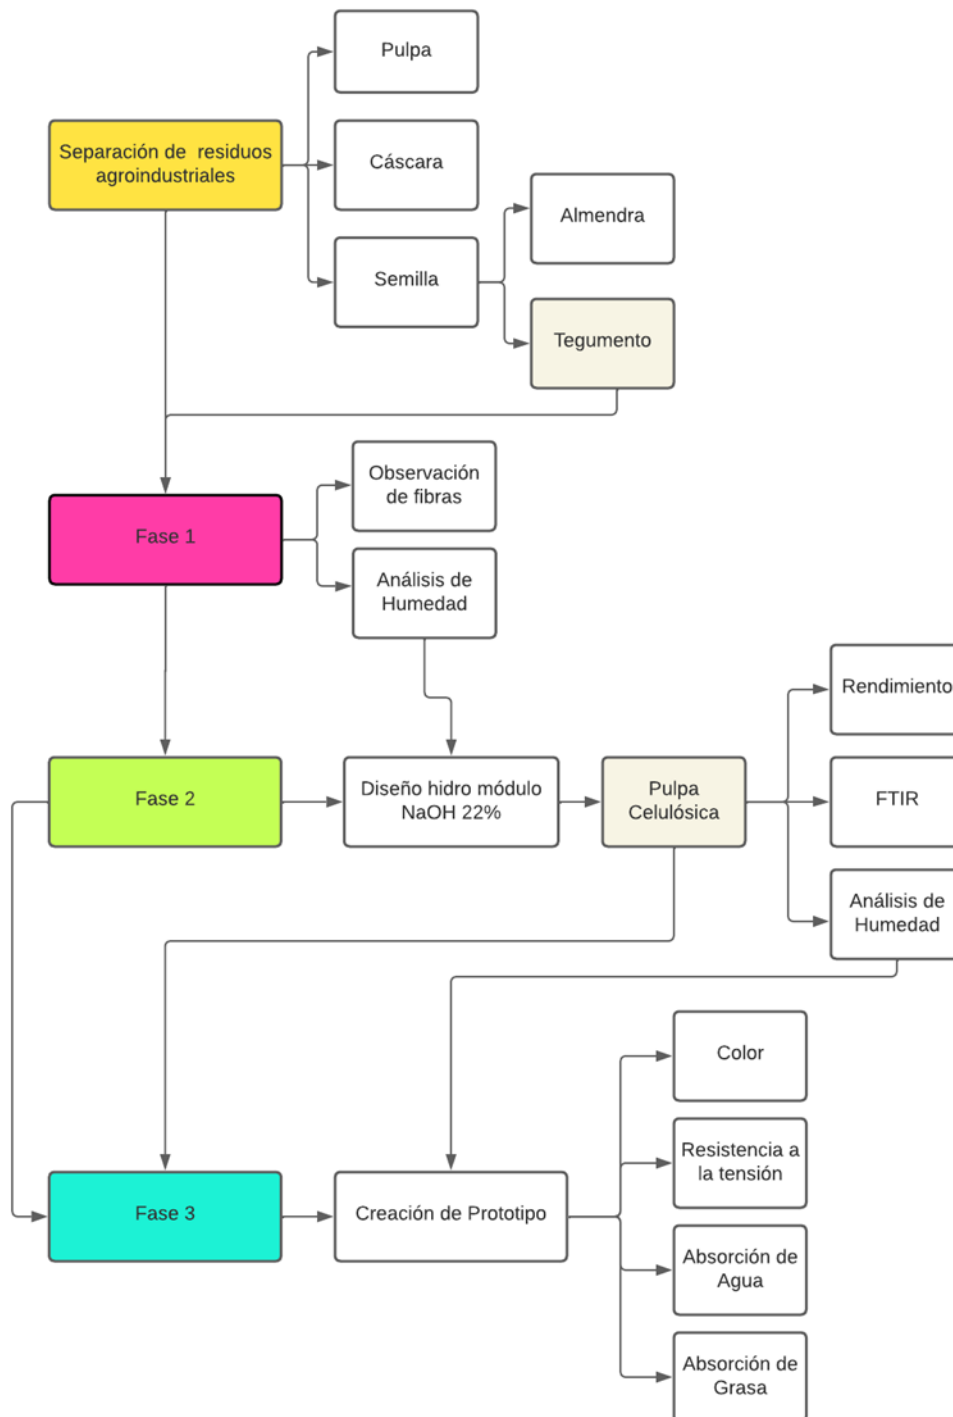 Pulpa
Separación de residuos
agroindustriales
Cáscara
Almendra
Semilla
Tegumento
Observación
de fibras
Fase 1
Análisis de
Humedad
Rendimiento
Fase 2
Diseño hidro módulo
NaOH 22%
Pulpa
Celulósica
FTIR
Análisis de
Humedad
Color
Resistencia a
la tensión
Fase 3
Creación de Prototipo
Absorción de
Agua
Absorción de
Grasa